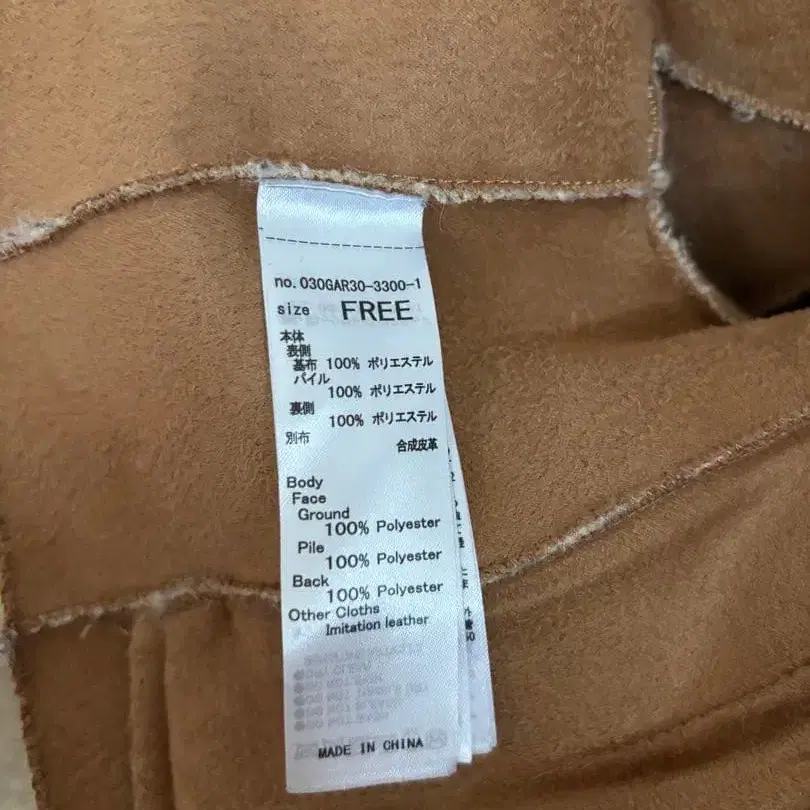 no. 030GAR30-3300-1
size FREE
本体
表側
基布 100% ポリエステル
パイル
100% ポリエステル
裏側
100% ポリエステル
別布
合成皮革
Body
Face
Ground
100% Polyester
Pile
100% Polyester
Back
100% Polyester
Other Cloths
Imitation leather
MADE IN CHINA